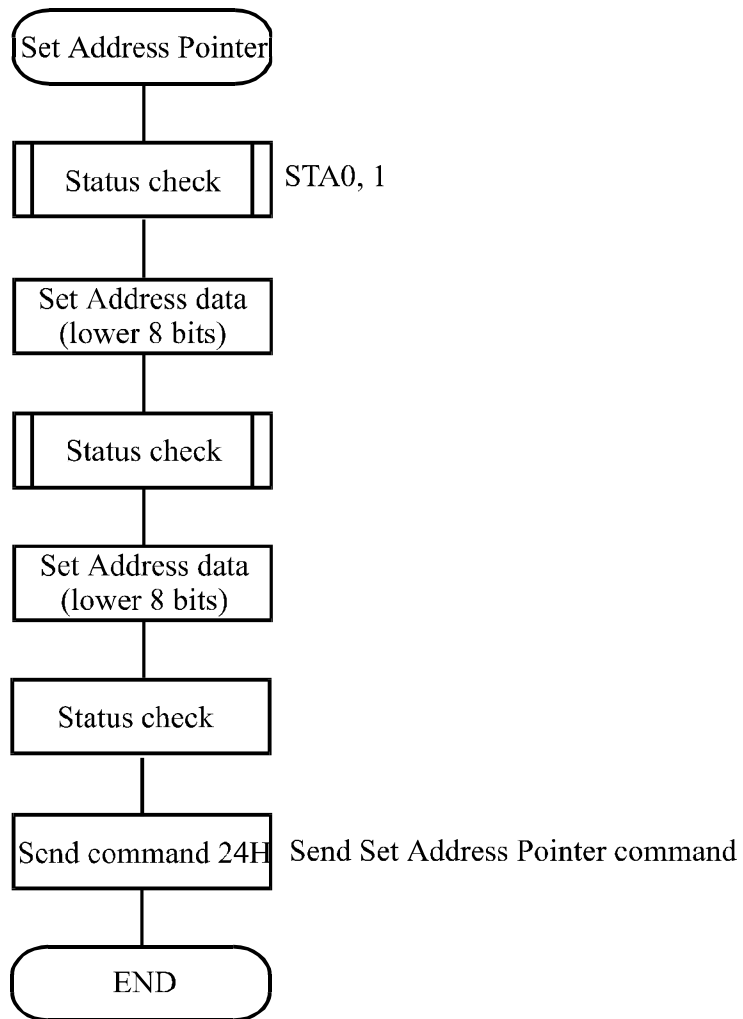 Set Address Pointer
Status check
STA0, 1
Set Address data
(lower 8 bits)
Status check
Set Address data
(lower 8 bits)
Status check
Send command 24H
Send Set Address Pointer command
END